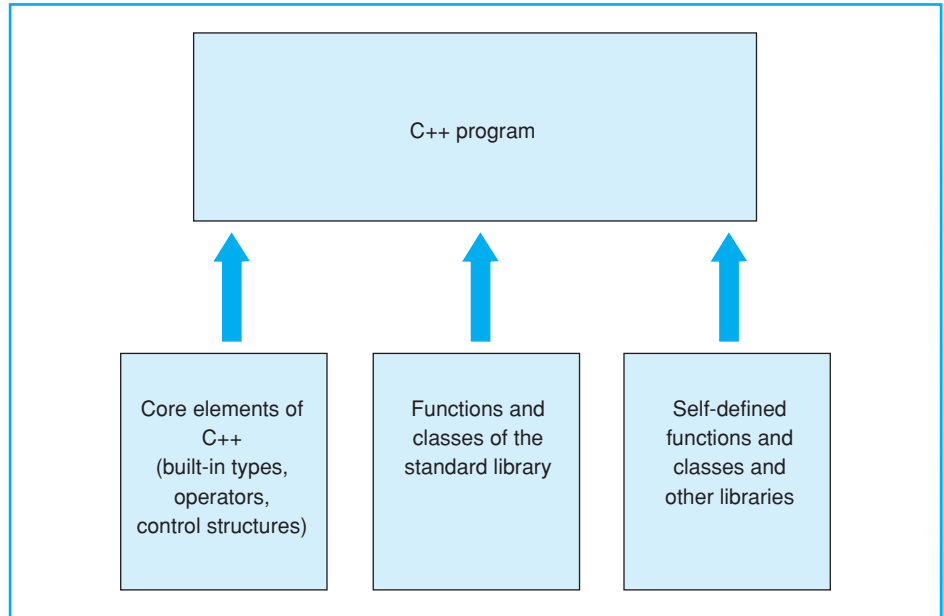 C++ program
Core elements of
C++
(built-in types,
operators,
control structures)
Functions and
classes of the
standard library
Self-defined
functions and
classes and
other libraries